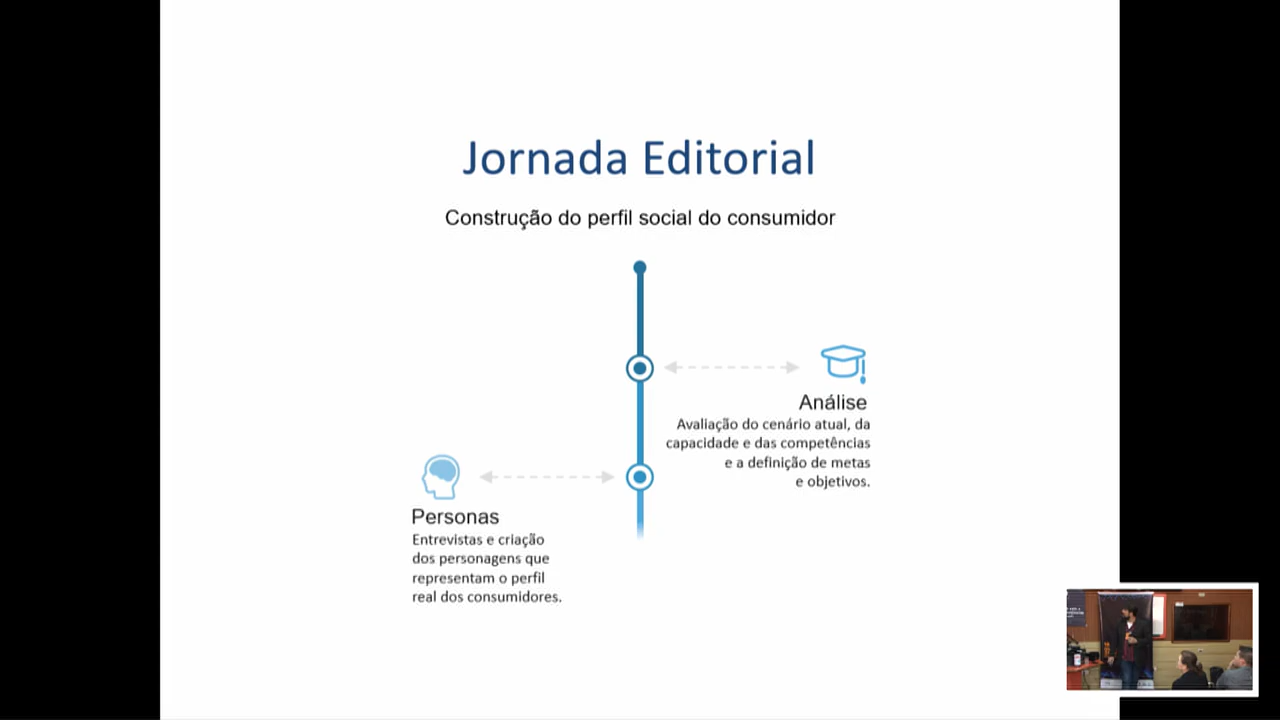 Jornada Editorial
Construção do perfil social do consumidor
Análise
Avaliação do cenário atual, da
capacidade e das competências
e a definição de metas
e objetivos.
Personas
Entrevistas e criação
dos personagens que
representam o perfil
real dos consumidores.